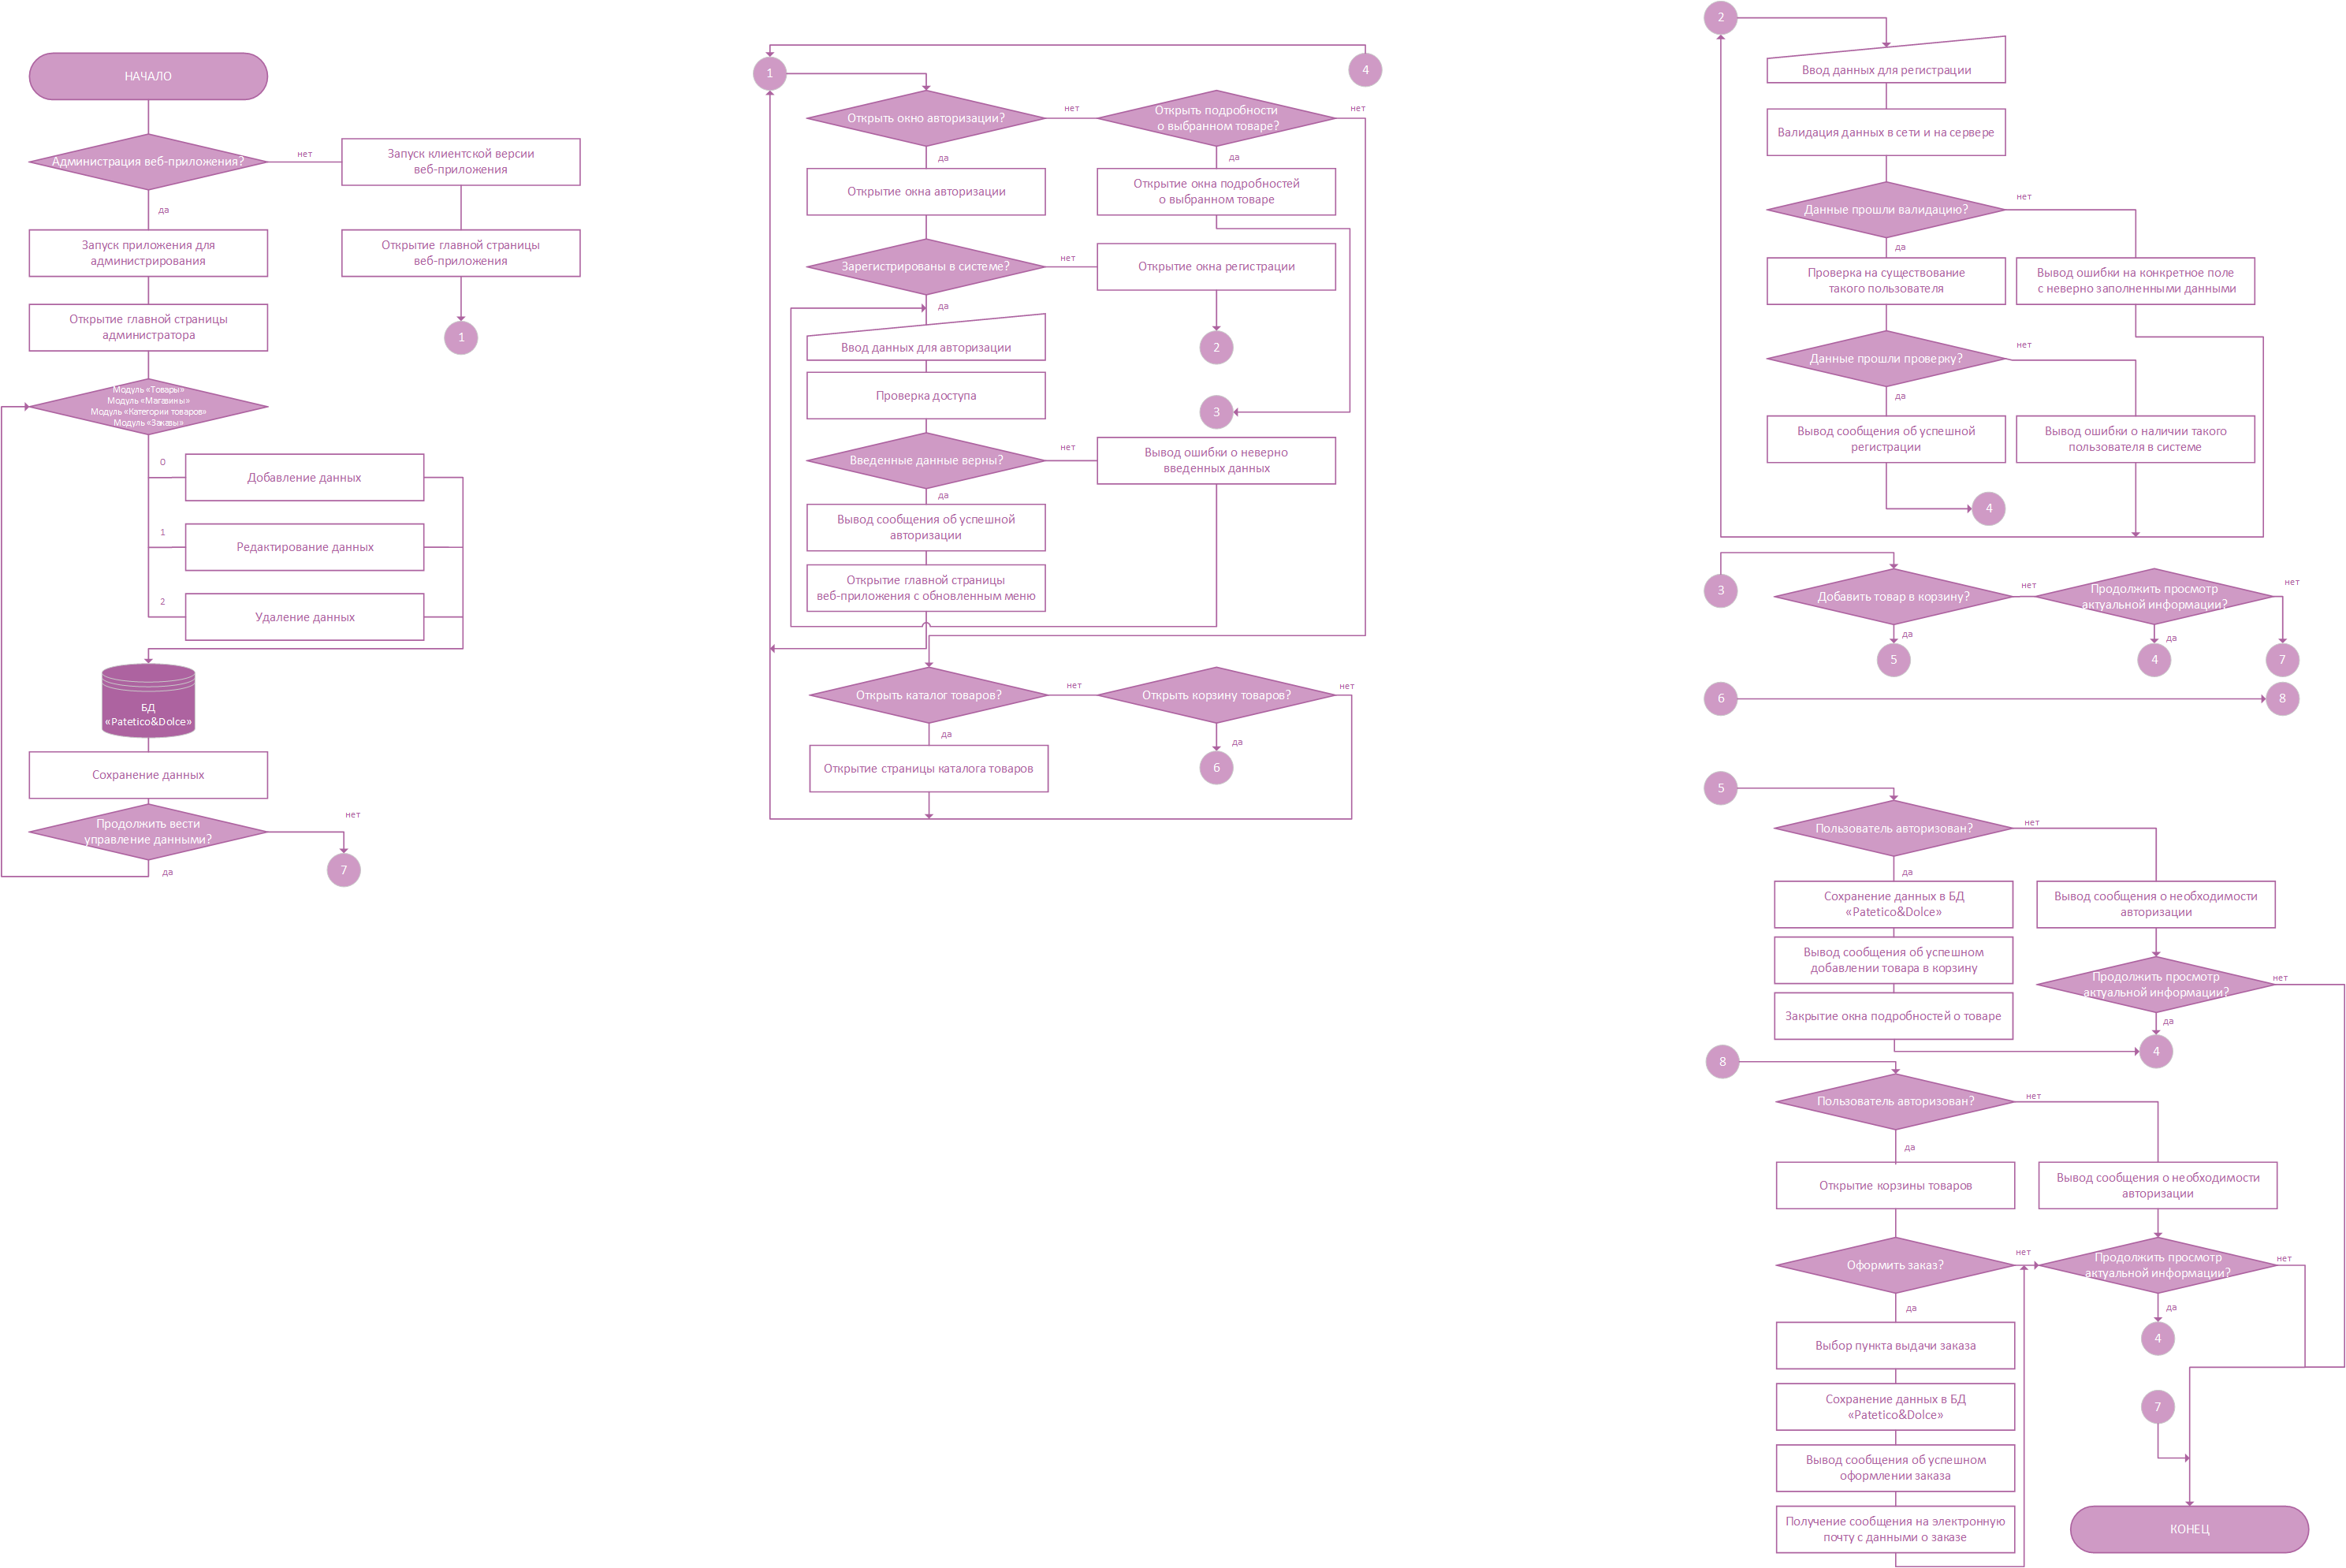 НАЧАЛО
Администрация веб-приложения?
нет
Запуск клиентской версии
веб-приложения
да
Запуск приложения для
администрирования
Открытие главной страницы
веб-приложения
Открытие главной страницы
администратора
1
Модуль «Товары»
Модуль «Магазины»
Модуль «Категории товаров»
Модуль «Заказы»
0
Добавление данных
1
Редактирование данных
2
Удаление данных
БД
«Patetico&Dolce»
Сохранение данных
Продолжить вести
управление данными?
нет
да
7
1
4
Открыть окно авторизации?
нет
Открыть подробности
о выбранном товаре?
нет
да
да
Открытие окна авторизации
Открытие окна подробностей
о выбранном товаре
Зарегистрированы в системе?
нет
Открытие окна регистрации
да
2
Ввод данных для авторизации
Проверка доступа
3
Введенные данные верны?
нет
Вывод ошибки о неверно
введенных данных
да
Вывод сообщения об успешной
авторизации
Открытие главной страницы
веб-приложения с обновленным меню
Открыть каталог товаров?
нет
Открыть корзину товаров?
нет
да
да
Открытие страницы каталога товаров
6
2
Ввод данных для регистрации
Валидация данных в сети и на сервере
Данные прошли валидацию?
нет
да
Проверка на существование
такого пользователя
Вывод ошибки на конкретное поле
с неверно заполненными данными
Данные прошли проверку?
нет
да
Вывод сообщения об успешной
регистрации
Вывод ошибки о наличии такого
пользователя в системе
4
3
Добавить товар в корзину?
нет
Продолжить просмотр
актуальной информации?
нет
да
да
5
4
7
6
8
5
Пользователь авторизован?
нет
да
Сохранение данных в БД
«Patetico&Dolce»
Вывод сообщения о необходимости
авторизации
Вывод сообщения об успешном
добавлении товара в корзину
Продолжить просмотр
актуальной информации?
нет
Закрытие окна подробностей о товаре
да
4
8
Пользователь авторизован?
нет
да
Открытие корзины товаров
Вывод сообщения о необходимости
авторизации
Оформить заказ?
нет
Продолжить просмотр
актуальной информации?
нет
да
да
4
Выбор пункта выдачи заказа
Сохранение данных в БД
«Patetico&Dolce»
7
Вывод сообщения об успешном
оформлении заказа
Получение сообщения на электронную
почту с данными о заказе
КОНЕЦ